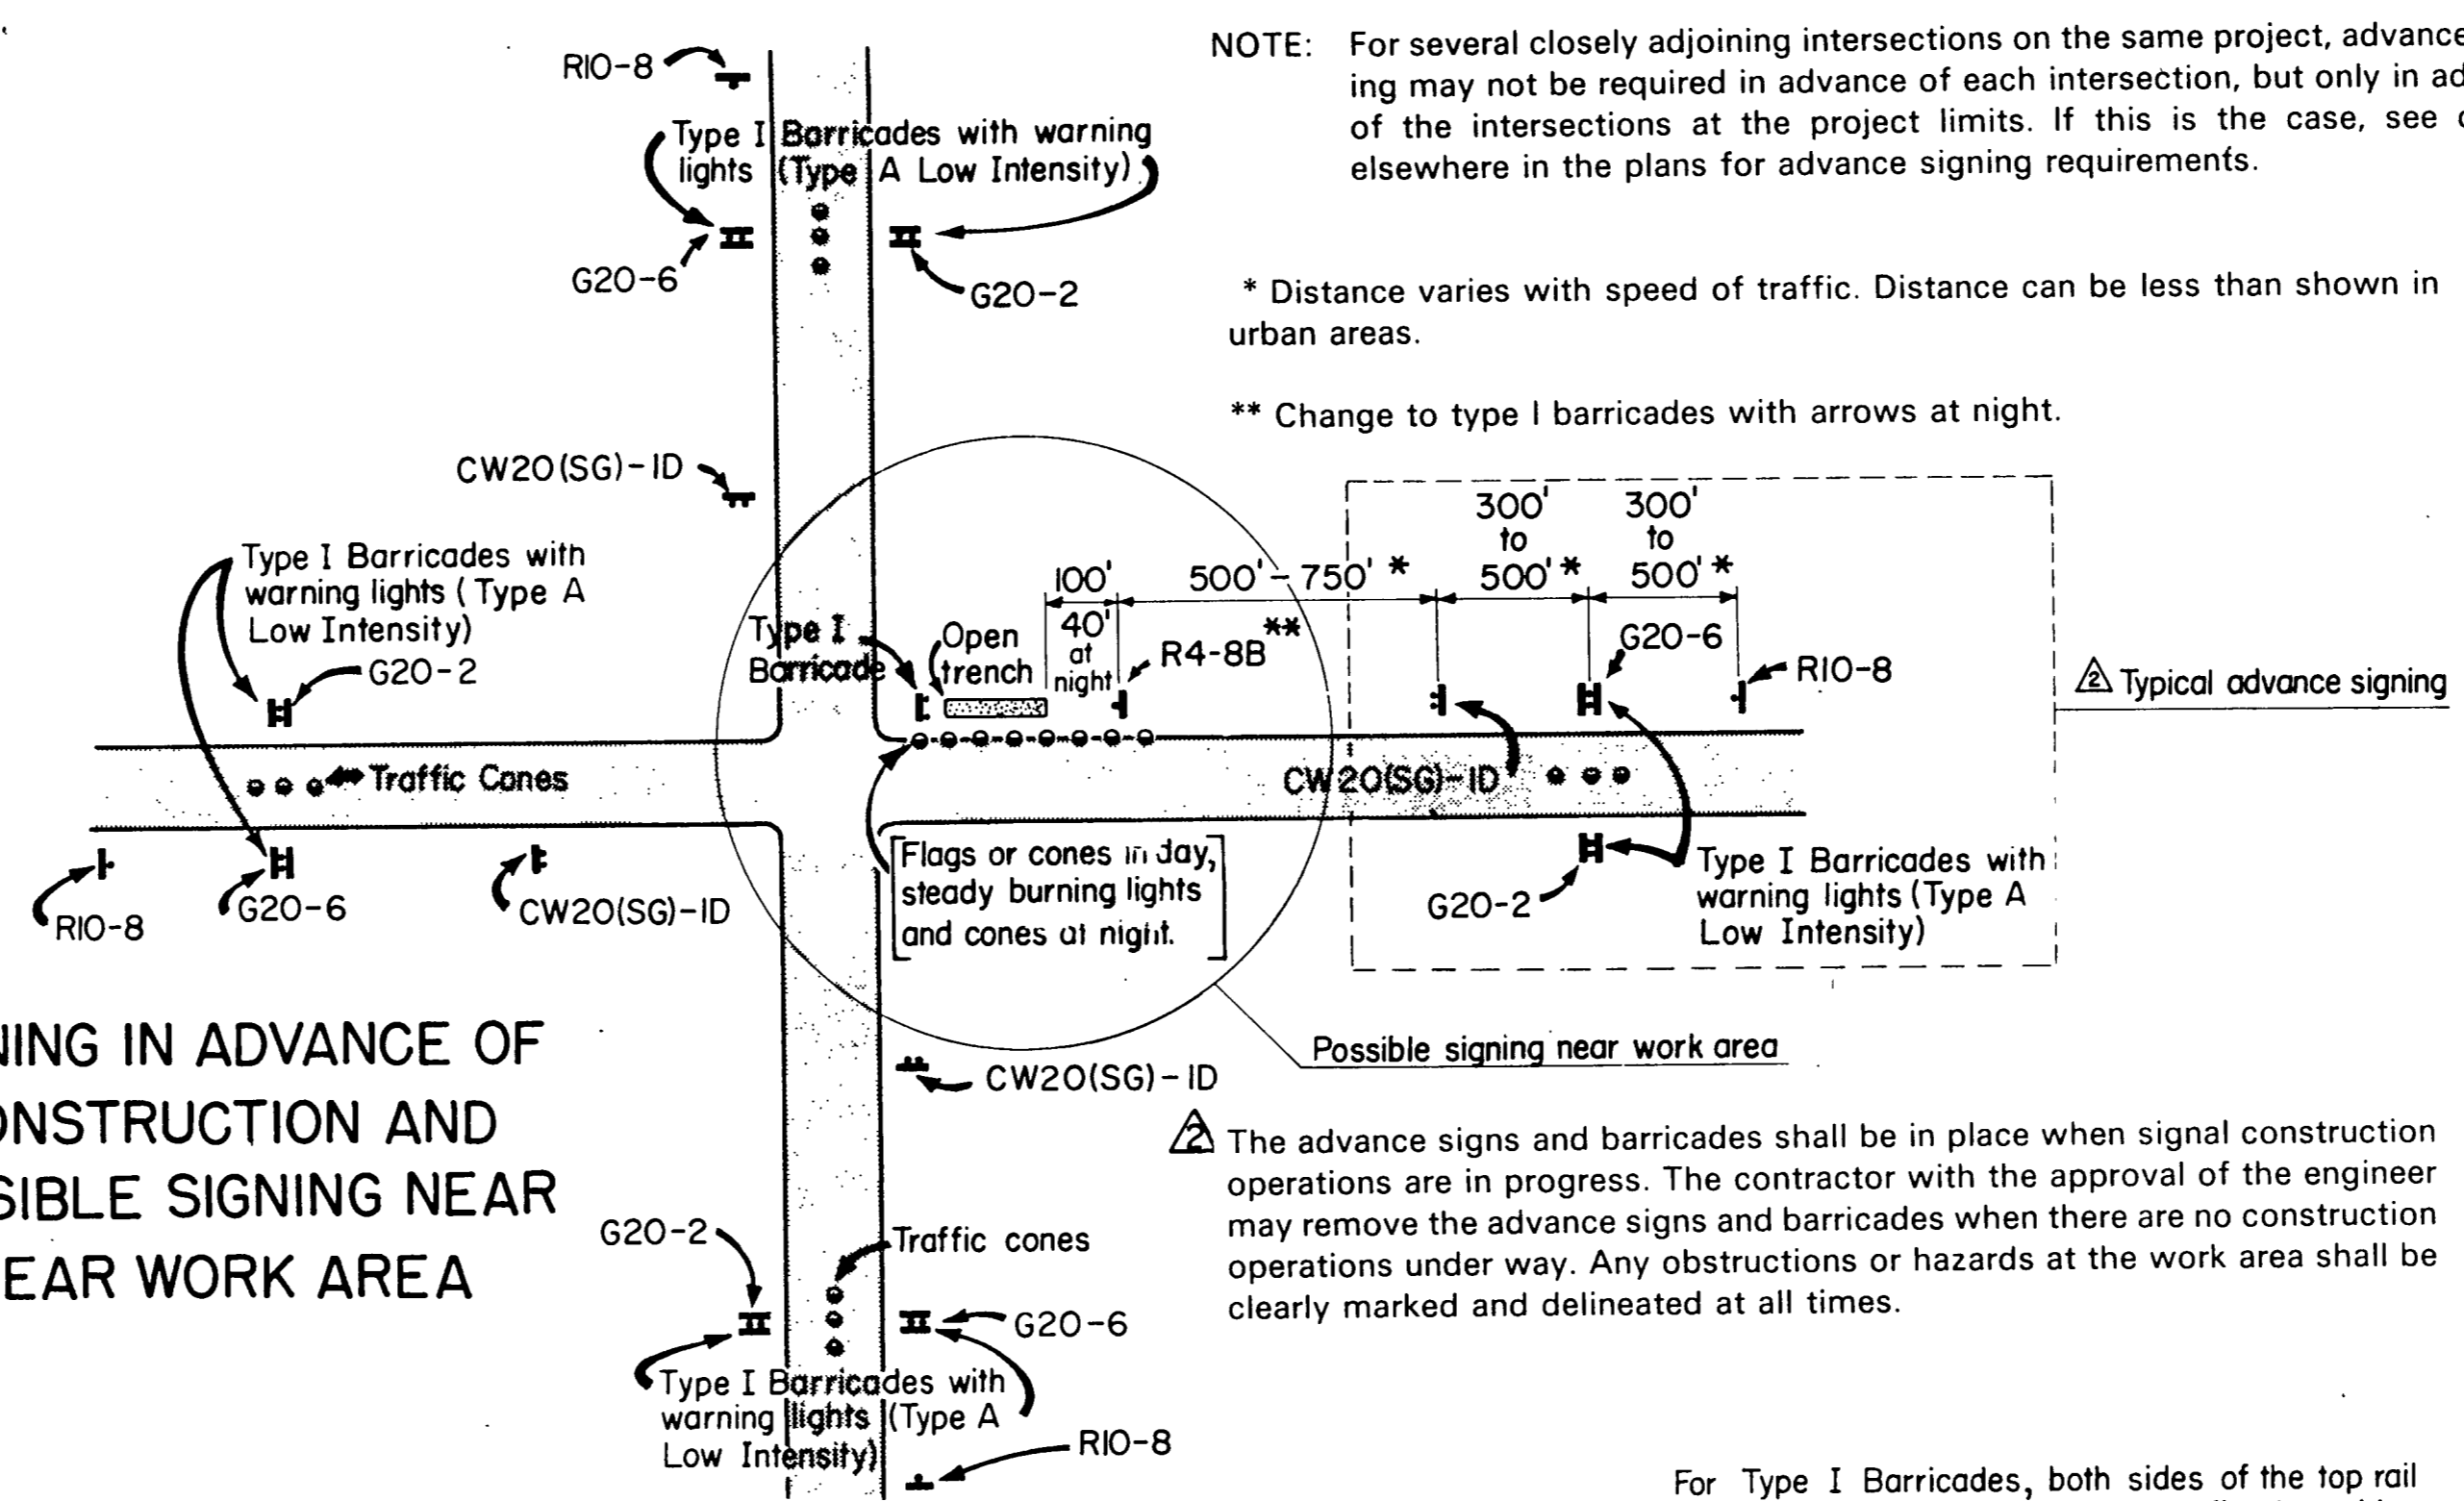 NOTE: For several closely adjoining intersections on the same project, advance
ing may not be required in advance of each intersection, but only in ad
of the intersections at the project limits. If this is the case, see
elsewhere in the plans for advance signing requirements.
* Distance varies with speed of traffic. Distance can be less than shown in
urban areas.
** Change to type I barricades with arrows at night.
R10-8
Type I Barricades with warning
lights (Type A Low Intensity)
G20-6
G20-2
CW20(SG)-1D
Type I Barricades with
warning lights (Type A
Low Intensity)
G20-2
Type I
Barricade
Open
trench
100'
40'
at
night
500'-750' *
R4-8B **
300'
to
500' *
300'
to
500' *
G20-6
R10-8
2 Typical advance signing
Traffic Cones
CW20(SG)-1D
R10-8
G20-6
CW20(SG)-1D
[Flags or cones in day,
steady burning lights
and cones at night.]
G20-2
Type I Barricades with
warning lights (Type A
Low Intensity)
Possible signing near work area
NING IN ADVANCE OF
ONSTRUCTION AND
SIBLE SIGNING NEAR
EAR WORK AREA
CW20(SG)-1D
2 The advance signs and barricades shall be in place when signal construction
operations are in progress. The contractor with the approval of the engineer
may remove the advance signs and barricades when there are no construction
operations under way. Any obstructions or hazards at the work area shall be
clearly marked and delineated at all times.
G20-2
Traffic cones
G20-6
Type I Barricades with
warning lights (Type A
Low Intensity)
R10-8
For Type I Barricades, both sides of the top rail